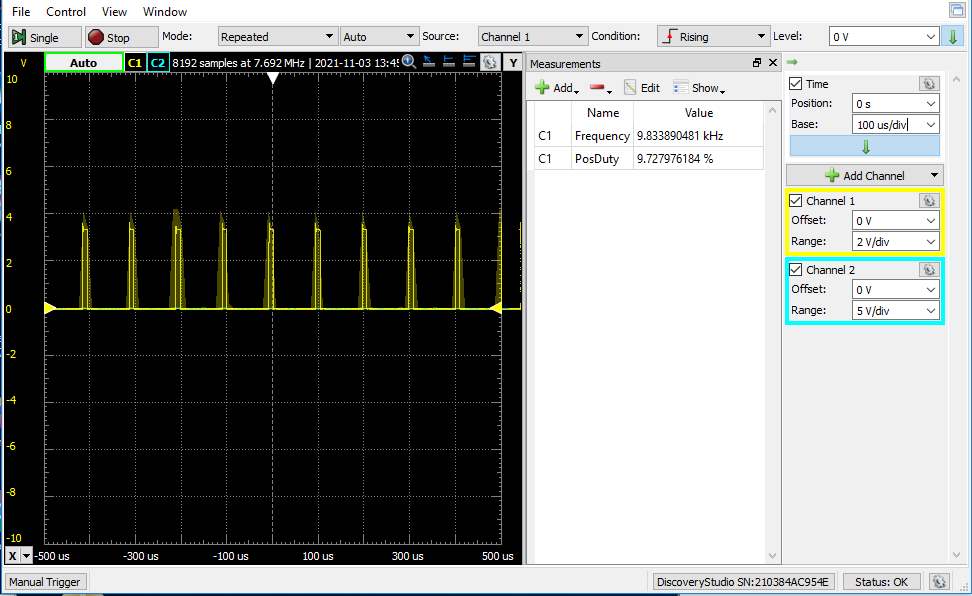 File Control View Window
Single Stop Mode: Repeated Auto Source: Channel 1 Condition: Rising Level: 0 V
V Auto C1 C2 8192 samples at 7.692 MHz | 2021-11-03 13:45 Y
10
8
6
4
2
0
-2
-4
-6
-8
-10
X -500 us -300 us -100 us 100 us 300 us 500 us
Measurements
Add Edit Show
Name Value
C1 Frequency 9.833890481 kHz
C1 PosDuty 9.727976184 %
Time
Position: 0 s
Base: 100 us/div
Add Channel
Channel 1
Offset: 0 V
Range: 2 V/div
Channel 2
Offset: 0 V
Range: 5 V/div
Manual Trigger DiscoveryStudio SN:210384AC954E Status: OK